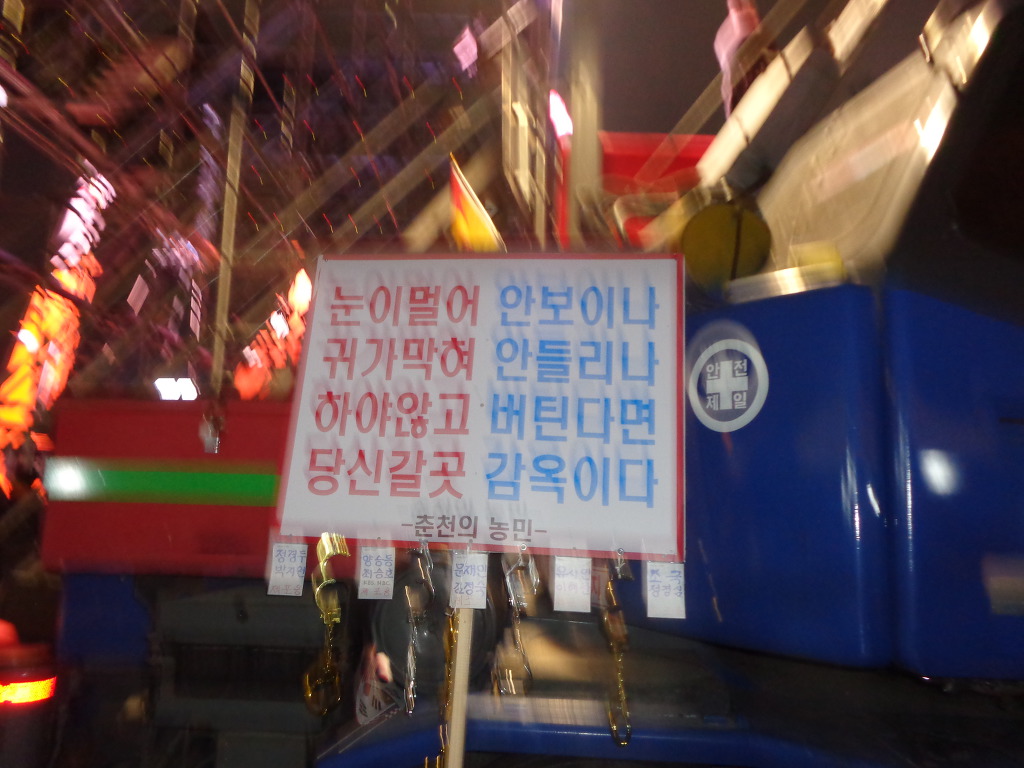 눈이멀어 안보이나
귀가막혀 안들리나
하야않고 버틴다면
당신갈곳 감옥이다
-춘천의 농민-
안전
제일